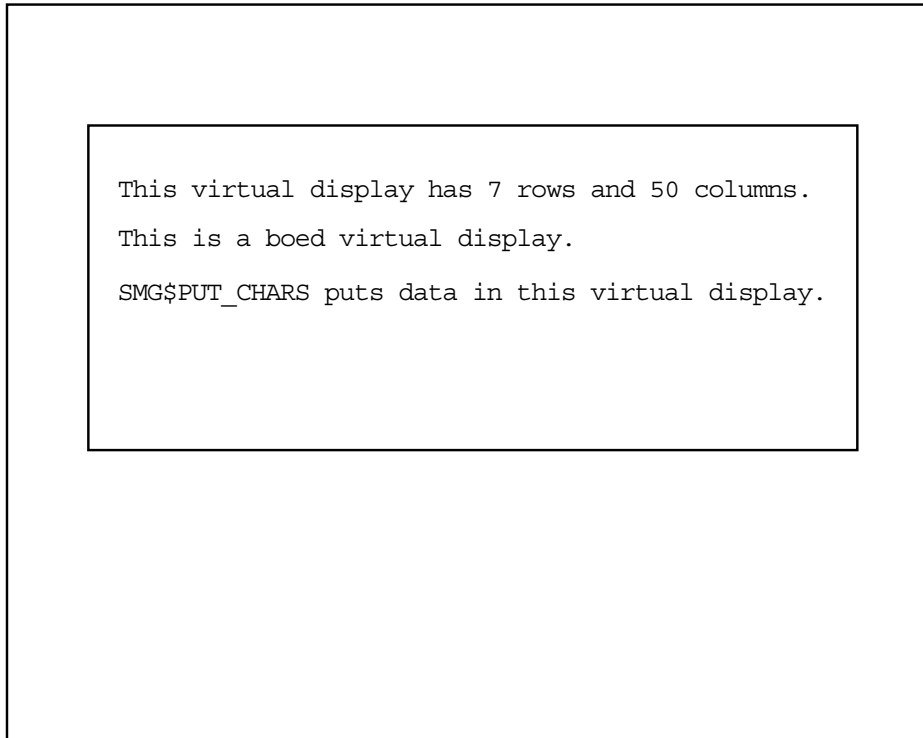 This virtual display has 7 rows and 50 columns.
This is a boed virtual display.
SMG$PUT_CHARS puts data in this virtual display.